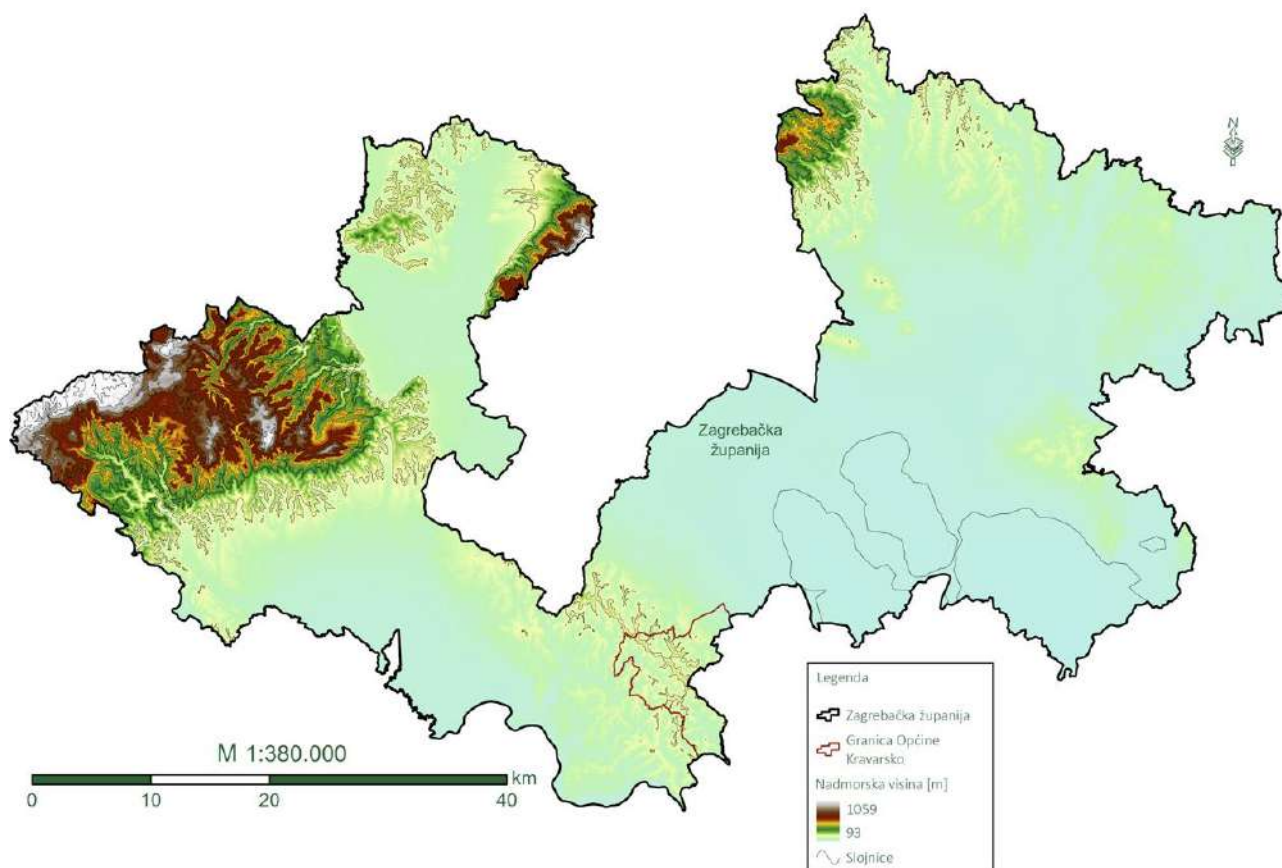 N
Zagrebačka
županija
M 1:380.000
km
0
10
20
40
Legenda
Zagrebačka županija
Granica Općine
Kravarsko
Nadmorska visina [m]
1059
93
Slojnice